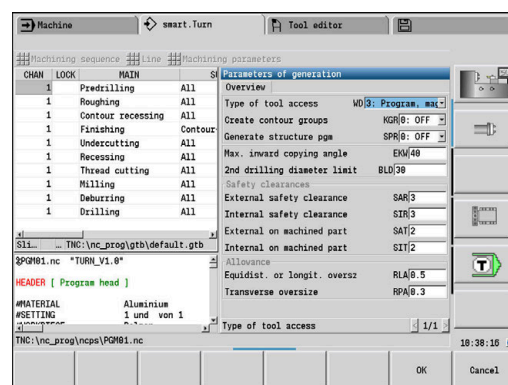 Machine smart.Turn Tool editor
Machining sequence Line Machining parameters
CHAN LOCK MAIN
1 Predrilling All
1 Roughing All
1 Contour recessing All
1 Finishing Contour
1 Undercutting All
1 Recessing All
1 Thread cutting All
1 Milling All
1 Deburring All
1 Drilling All
Sli… … TNC:\nc_prog\gtb\default.gtb
%PGM01.nc "TURN_V1.0"
HEADER [ Program head ]
#MATERIAL Aluminium
#SETTING 1 und von 1
Parameters of generation
Overview
Type of tool access WD 3: Program, mag
Create contour groups KGR 0: OFF
Generate structure pgm SPR 0: OFF
Max. inward copying angle EKW 40
2nd drilling diameter limit BLD 30
Safety clearances
External safety clearance SAR 3
Internal safety clearance SIR 3
External on machined part SAT 2
Internal on machined part SIT 2
Allowance
Equidist. or longit. oversz RLA 0.5
Transverse oversize RPA 0.3
Type of tool access 1/1
TNC:\nc_prog\ncps\PGM01.nc
T
18:38:16
OK Cancel